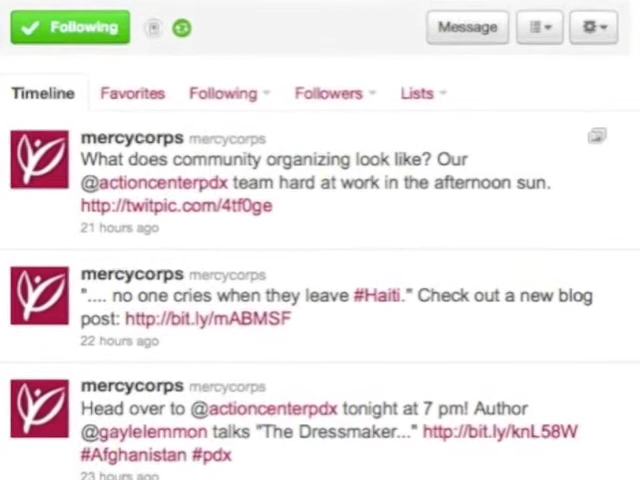 Following
Message
Timeline Favorites Following Followers Lists
mercycorps mercycorps
What does community organizing look like? Our
@actioncenterpdx team hard at work in the afternoon sun.
http://twitpic.com/4tf0ge
21 hours ago
mercycorps mercycorps
".... no one cries when they leave #Haiti." Check out a new blog
post: http://bit.ly/mABMSF
22 hours ago
mercycorps mercycorps
Head over to @actioncenterpdx tonight at 7 pm! Author
@gaylelemmon talks "The Dressmaker..." http://bit.ly/knL58W
#Afghanistan #pdx
23 hours ago